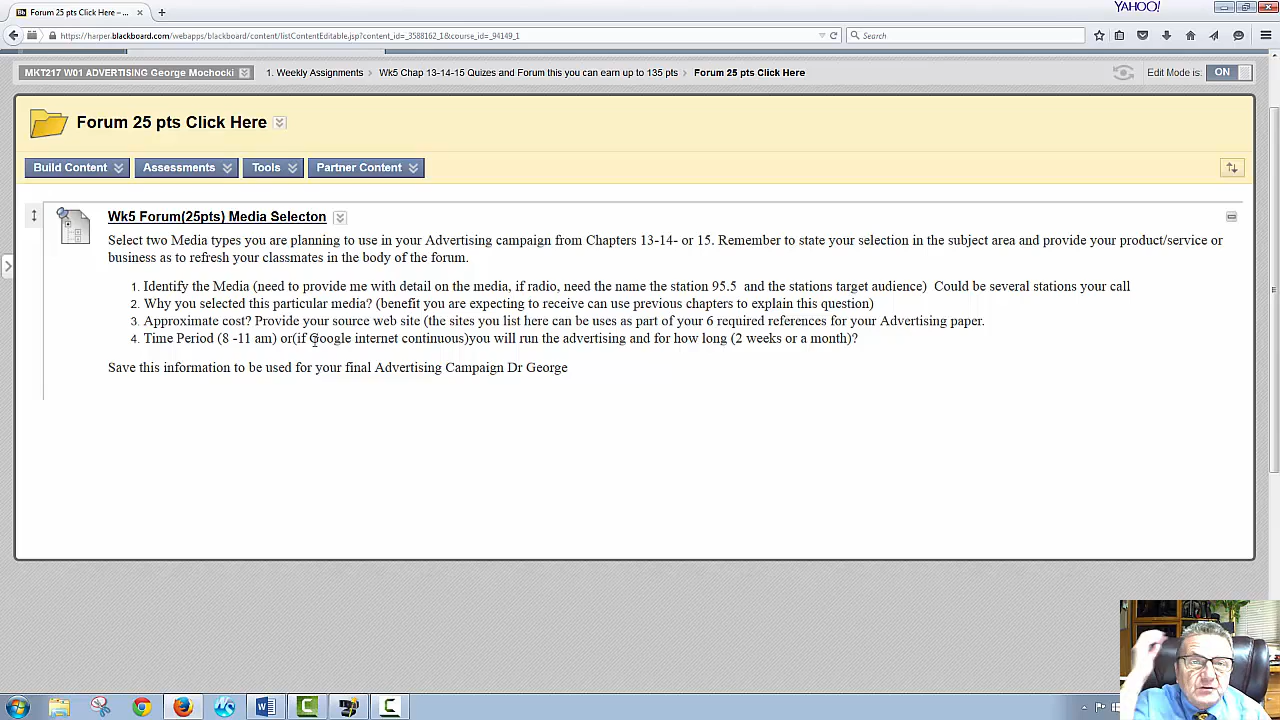 Forum 25 pts Click Here – ...
YAHOO!
https://harper.blackboard.com/webapps/blackboard/content/listContentEditable.jsp?content_id=_3588162_1&course_id=_94149_1
Search
MKT217 W01 ADVERTISING George Mochocki
1. Weekly Assignments
Wk5 Chap 13-14-15 Quizes and Forum this you can earn up to 135 pts
Forum 25 pts Click Here
Edit Mode is: ON
Forum 25 pts Click Here
Build Content
Assessments
Tools
Partner Content
Wk5 Forum(25pts) Media Selecton
Select two Media types you are planning to use in your Advertising campaign from Chapters 13-14- or 15. Remember to state your selection in the subject area and provide your product/service or
business as to refresh your classmates in the body of the forum.
1. Identify the Media (need to provide me with detail on the media, if radio, need the name the station 95.5 and the stations target audience) Could be several stations your call
2. Why you selected this particular media? (benefit you are expecting to receive can use previous chapters to explain this question)
3. Approximate cost? Provide your source web site (the sites you list here can be uses as part of your 6 required references for your Advertising paper.
4. Time Period (8 -11 am) or(if Google internet continuous)you will run the advertising and for how long (2 weeks or a month)?
Save this information to be used for your final Advertising Campaign Dr George